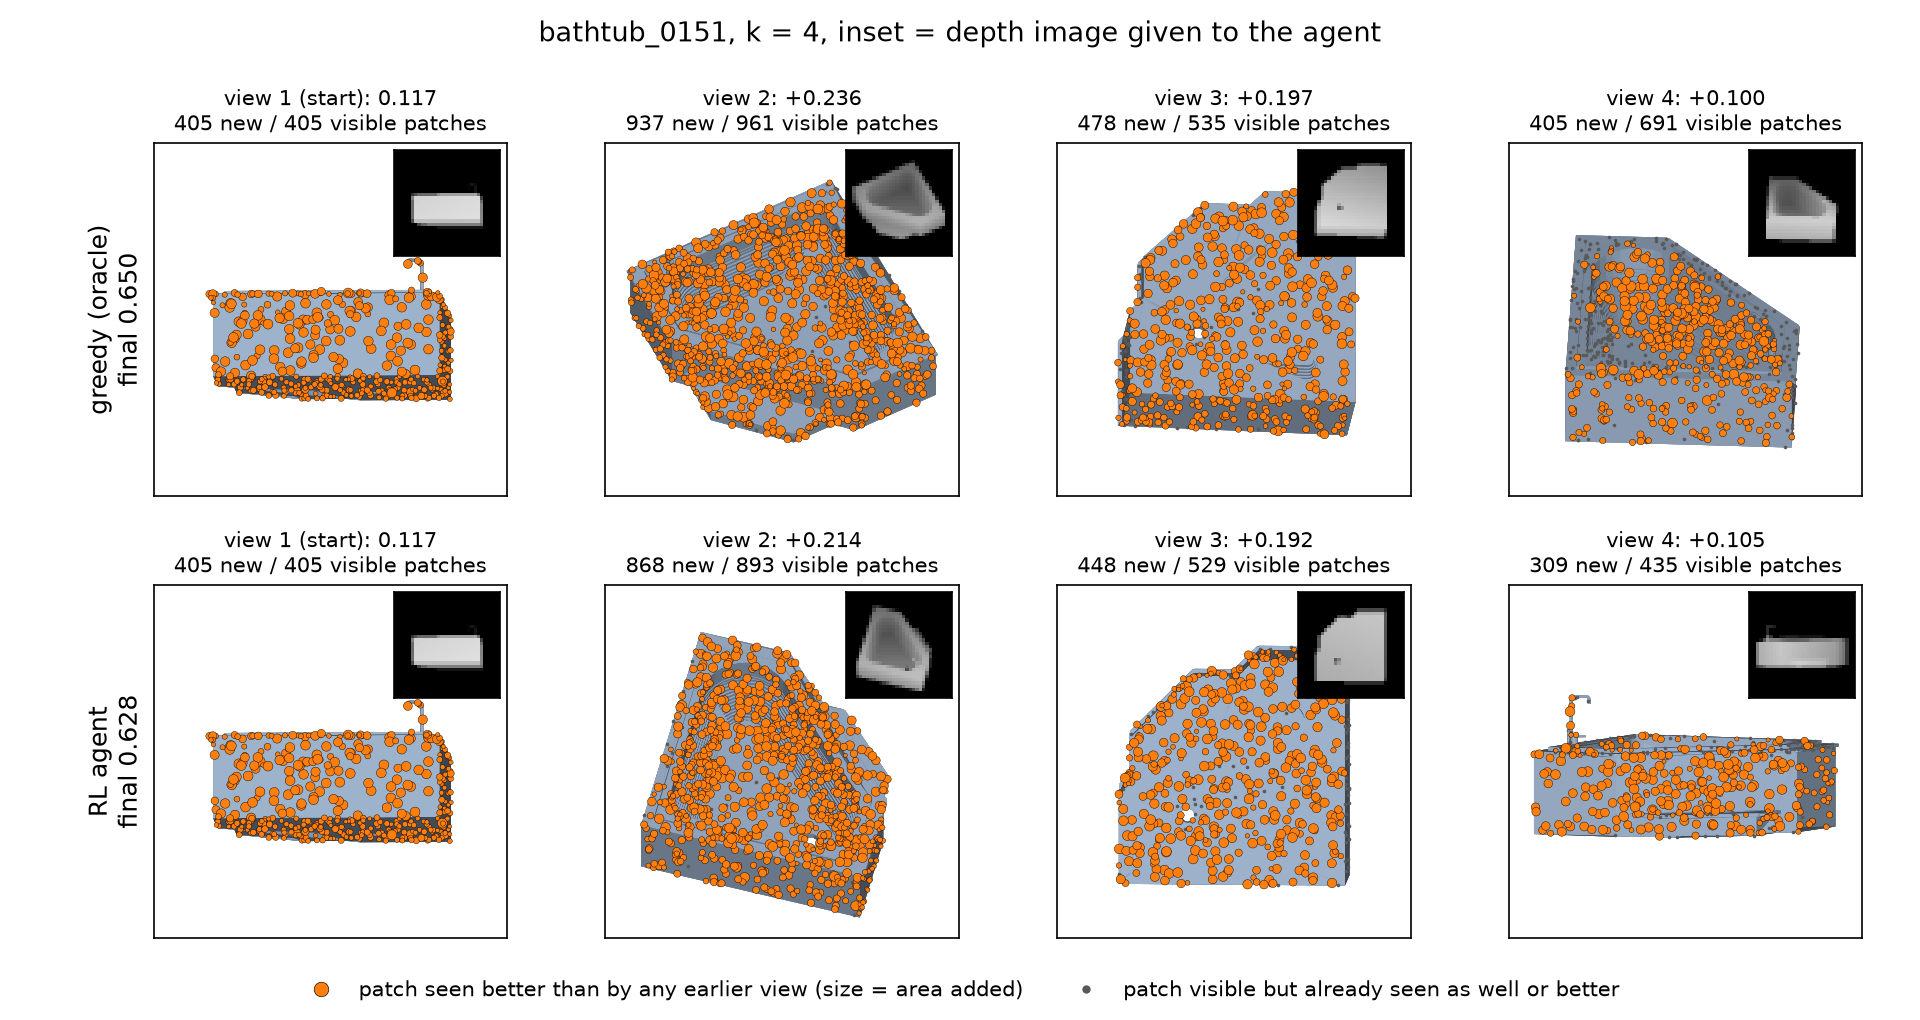 bathtub_0151, k = 4, inset = depth image given to the agent
view 1 (start): 0.117
405 new / 405 visible patches
view 2: +0.236
937 new / 961 visible patches
view 3: +0.197
478 new / 535 visible patches
view 4: +0.100
405 new / 691 visible patches
greedy (oracle)
final 0.650
view 1 (start): 0.117
405 new / 405 visible patches
view 2: +0.214
868 new / 893 visible patches
view 3: +0.192
448 new / 529 visible patches
view 4: +0.105
309 new / 435 visible patches
RL agent
final 0.628
patch seen better than by any earlier view (size = area added)
patch visible but already seen as well or better